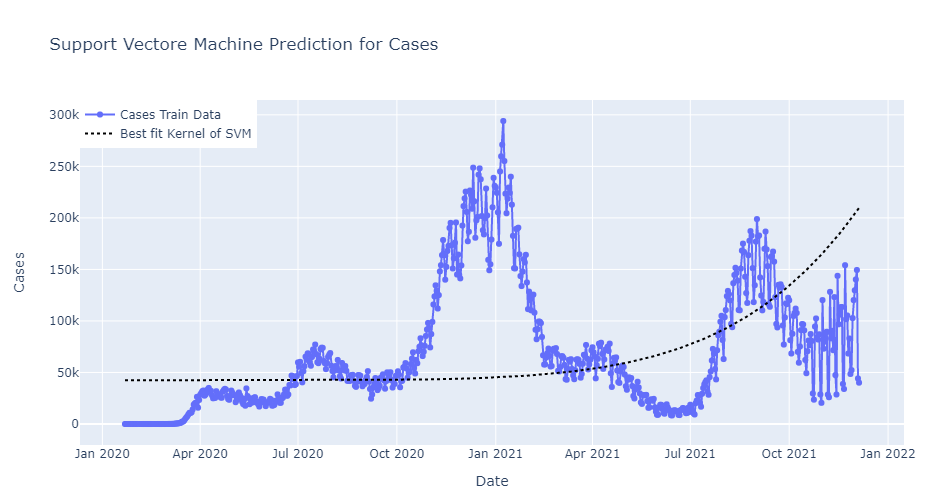 Support Vectore Machine Prediction for Cases
300k
Cases Train Data
Best fit Kernel of SVM
250k
200k
150k
100k
50k
0
Cases
Jan 2020
Apr 2020
Jul 2020
Oct 2020
Jan 2021
Apr 2021
Jul 2021
Oct 2021
Jan 2022
Date